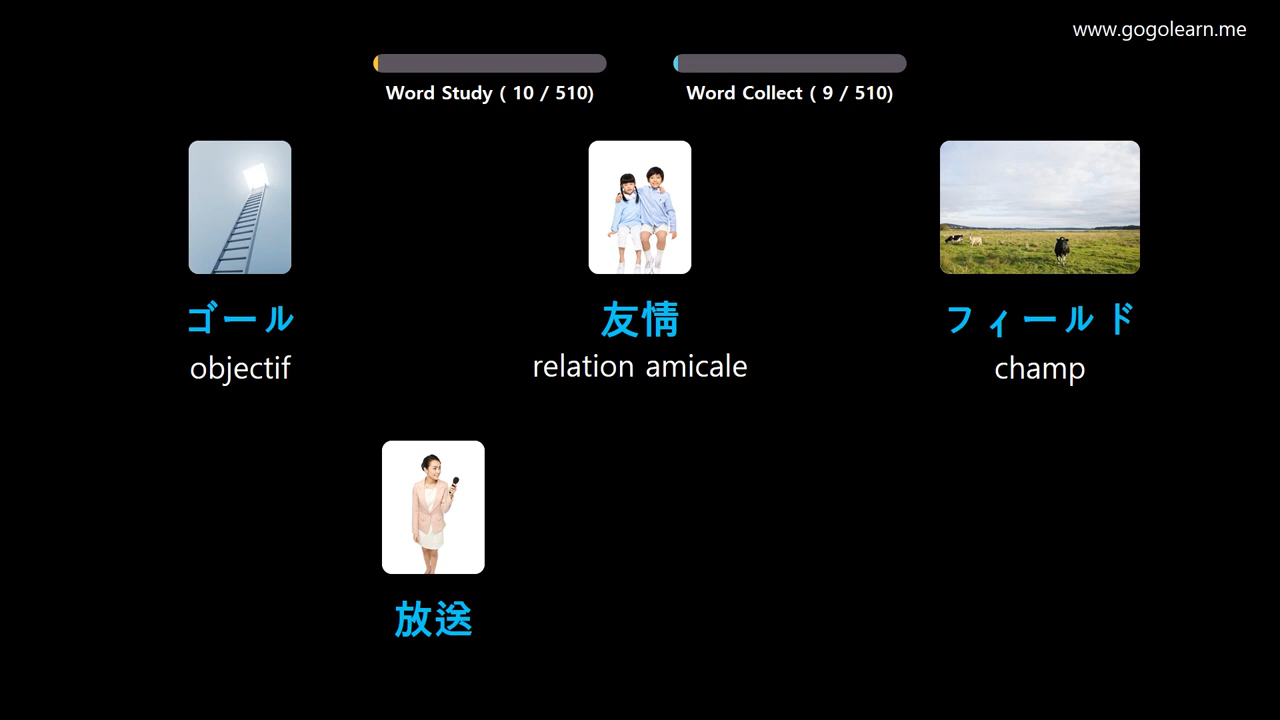 www.gogolearn.me
Word Study ( 10 / 510)
Word Collect ( 9 / 510)
ゴール
友情
フィールド
objectif
relation amicale
champ
放送